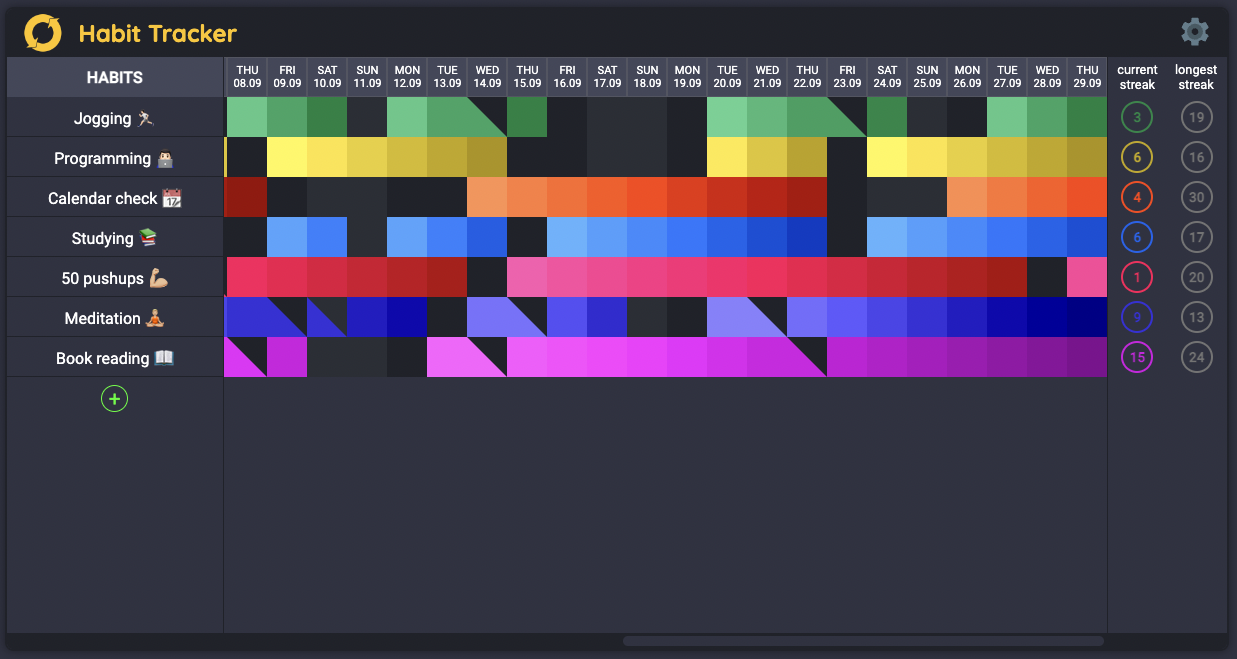 Habit Tracker
HABITS
THU FRI SAT SUN MON TUE WED THU FRI SAT SUN MON TUE WED THU FRI SAT SUN MON TUE WED THU
08.09 09.09 10.09 11.09 12.09 13.09 14.09 15.09 16.09 17.09 18.09 19.09 20.09 21.09 22.09 23.09 24.09 25.09 26.09 27.09 28.09 29.09
current longest
streak streak
Jogging 3 19
Programming 6 16
Calendar check 4 30
Studying 6 17
50 pushups 1 20
Meditation 9 13
Book reading 15 24
+